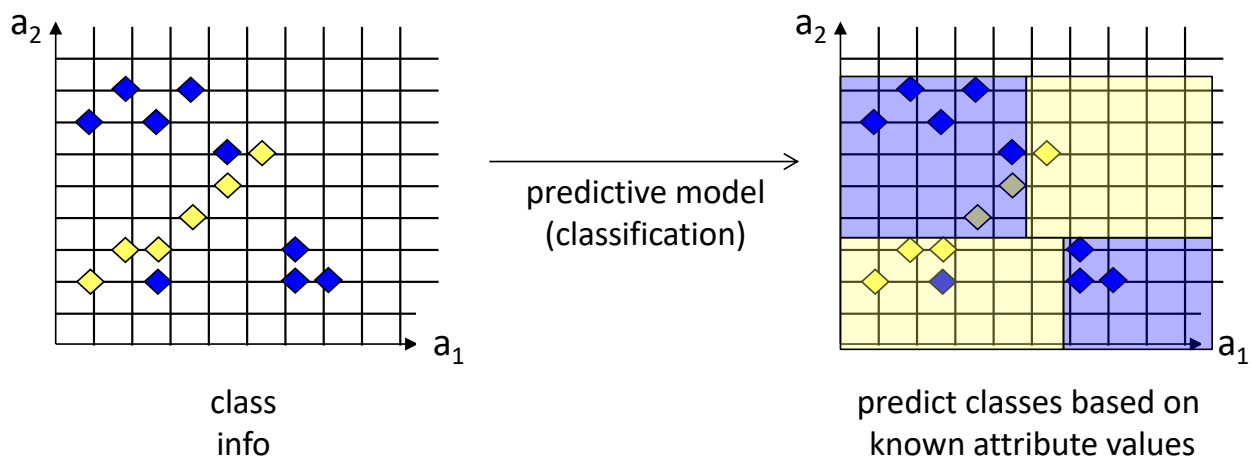 a2
a1
class
info
predictive model
(classification)
a2
a1
predict classes based on
known attribute values